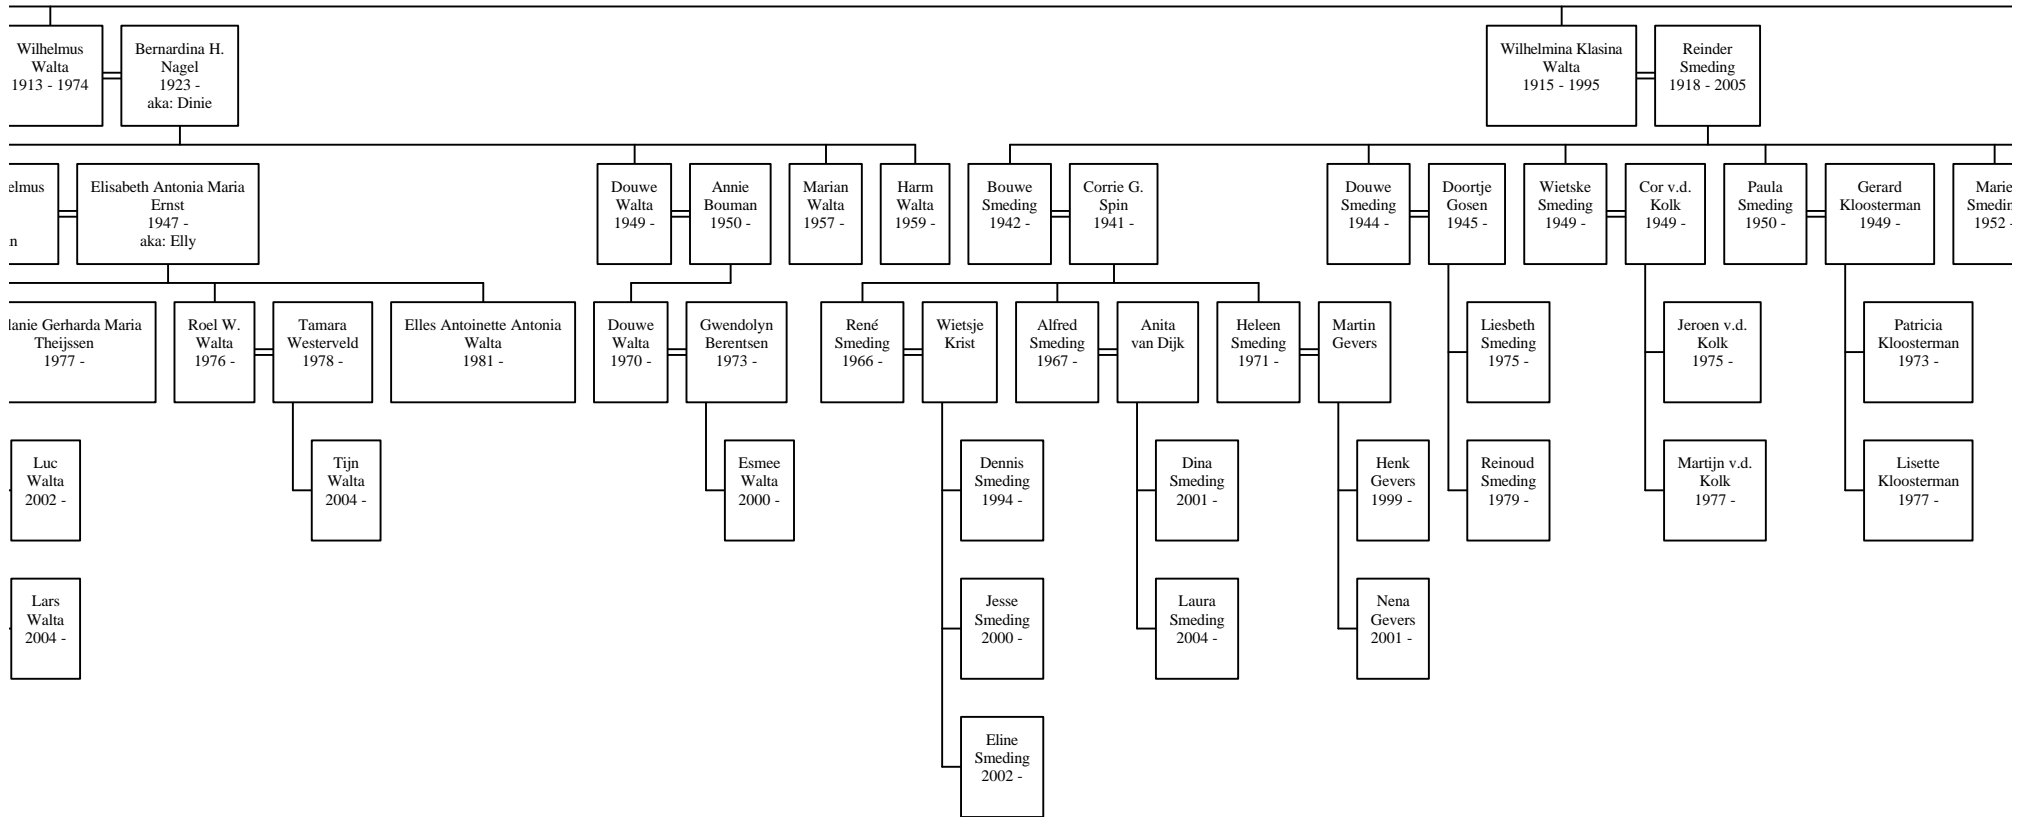 Wilhelmus
Walta
1913 - 1974
Bernardina H.
Nagel
1923 -
aka: Dinie
Wilhelmina Klasina
Walta
1915 - 1995
Reinder
Smeding
1918 - 2005
elmus
n
Elisabeth Antonia Maria
Ernst
1947 -
aka: Elly
Douwe
Walta
1949 -
Annie
Bouman
1950 -
Marian
Walta
1957 -
Harm
Walta
1959 -
Bouwe
Smeding
1942 -
Corrie G.
Spin
1941 -
Douwe
Smeding
1944 -
Doortje
Gosen
1945 -
Wietske
Smeding
1949 -
Cor v.d.
Kolk
1949 -
Paula
Smeding
1950 -
Gerard
Kloosterman
1949 -
Marie
Smedin
1952 -
lanie Gerharda Maria
Theijssen
1977 -
Roel W.
Walta
1976 -
Tamara
Westerveld
1978 -
Elles Antoinette Antonia
Walta
1981 -
Douwe
Walta
1970 -
Gwendolyn
Berentsen
1973 -
René
Smeding
1966 -
Wietsje
Krist
Alfred
Smeding
1967 -
Anita
van Dijk
Heleen
Smeding
1971 -
Martin
Gevers
Liesbeth
Smeding
1975 -
Jeroen v.d.
Kolk
1975 -
Patricia
Kloosterman
1973 -
Luc
Walta
2002 -
Tijn
Walta
2004 -
Esmee
Walta
2000 -
Dennis
Smeding
1994 -
Dina
Smeding
2001 -
Henk
Gevers
1999 -
Reinoud
Smeding
1979 -
Martijn v.d.
Kolk
1977 -
Lisette
Kloosterman
1977 -
Lars
Walta
2004 -
Jesse
Smeding
2000 -
Laura
Smeding
2004 -
Nena
Gevers
2001 -
Eline
Smeding
2002 -